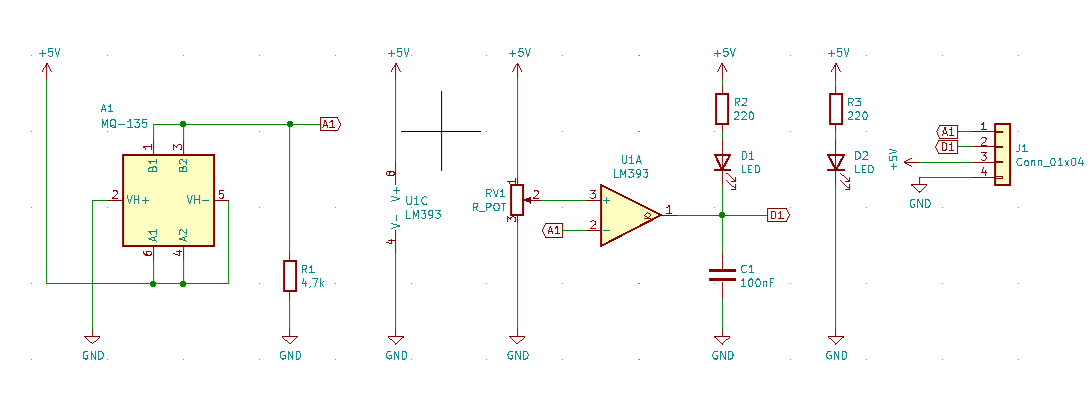 +5V
A1
MQ-135
1
3
B1
B2
A1
2
VH+
VH-
5
A1
A2
6
4
R1
4,7k
GND
GND
+5V
8
V+
U1C
LM393
V-
4
GND
+5V
1
RV1
R_POT
2
3
GND
U1A
LM393
3
+
A1
2
-
1
+5V
R2
220
D1
LED
D1
C1
100nF
GND
+5V
R3
220
D2
LED
GND
A1
1
D1
2
+5V
3
4
J1
Conn_01x04
GND